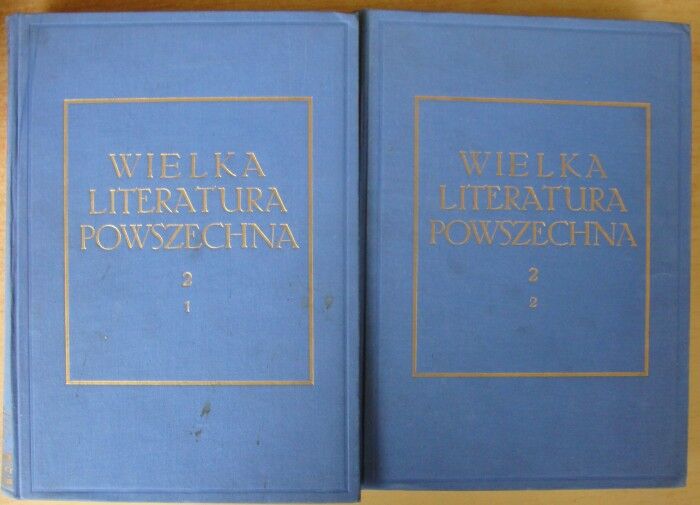 WIELKA
LITERATURA
POWSZECHNA
2
1
WIELKA
LITERATURA
POWSZECHNA
2
2